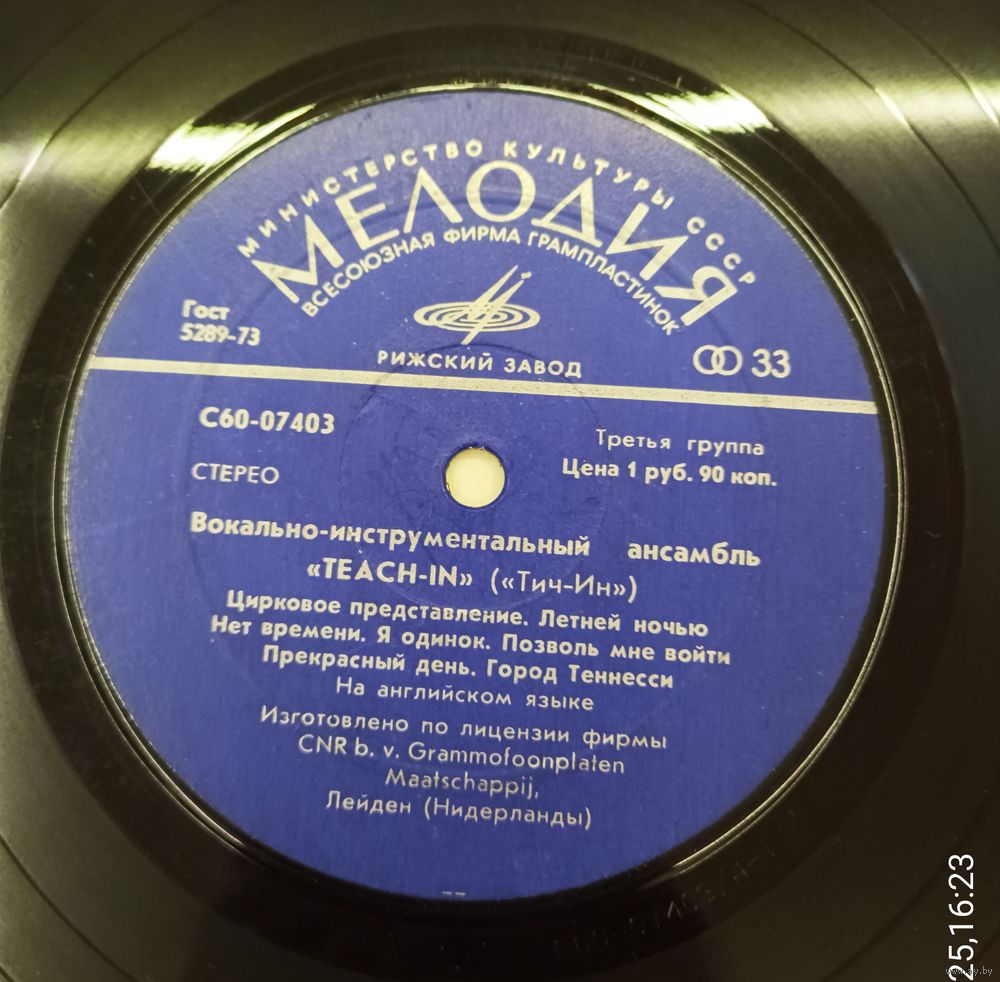 МИНИСТЕРСТВО КУЛЬТУРЫ СССР
МЕЛОДИЯ
ВСЕСОЮЗНАЯ ФИРМА ГРАМПЛАСТИНОК
Гост
5289-73
РИЖСКИЙ ЗАВОД
33
С60-07403
Третья группа
СТЕРЕО
Цена 1 руб. 90 коп.
Вокально-инструментальный ансамбль
«TEACH-IN» («Тич-Ин»)
Цирковое представление. Летней ночью
Нет времени. Я одинок. Позволь мне войти
Прекрасный день. Город Теннесси
На английском языке
Изготовлено по лицензии фирмы
CNR b. v. Grammofoonplaten
Maatschappij,
Лейден (Нидерланды)
25,16:23